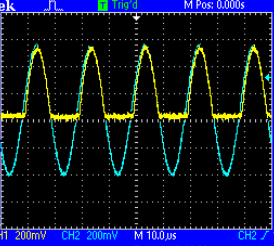 ek Trig'd M Pos: 0.000s
H1 200mV CH2 200mV M 10.0µs CH2